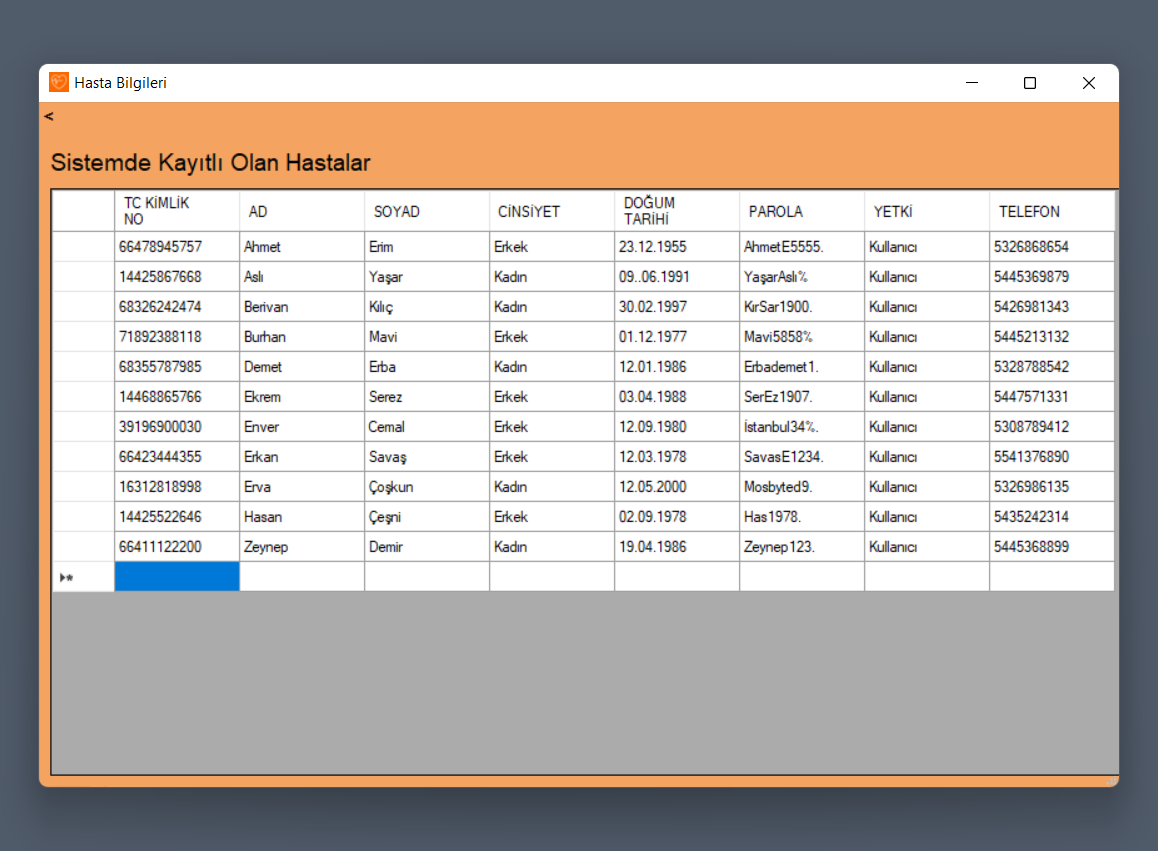 Hasta Bilgileri
<
Sistemde Kayıtlı Olan Hastalar
TC KİMLİK NO AD SOYAD CİNSİYET DOĞUM TARİHİ PAROLA YETKİ TELEFON
66478945757 Ahmet Erim Erkek 23.12.1955 AhmetE5555. Kullanıcı 5326868654
14425867668 Aslı Yaşar Kadın 09..06.1991 YaşarAslı% Kullanıcı 5445369879
68326242474 Berivan Kılıç Kadın 30.02.1997 KırSar1900. Kullanıcı 5426981343
71892388118 Burhan Mavi Erkek 01.12.1977 Mavi5858% Kullanıcı 5445213132
68355787985 Demet Erba Kadın 12.01.1986 Erbademet1. Kullanıcı 5328788542
14468865766 Ekrem Serez Erkek 03.04.1988 SerEz1907. Kullanıcı 5447571331
39196900030 Enver Cemal Erkek 12.09.1980 İstanbul34%. Kullanıcı 5308789412
66423444355 Erkan Savaş Erkek 12.03.1978 SavasE1234. Kullanıcı 5541376890
16312818998 Erva Çoşkun Kadın 12.05.2000 Mosbyted9. Kullanıcı 5326986135
14425522646 Hasan Çeşni Erkek 02.09.1978 Has1978. Kullanıcı 5435242314
66411122200 Zeynep Demir Kadın 19.04.1986 Zeynep123. Kullanıcı 5445368899